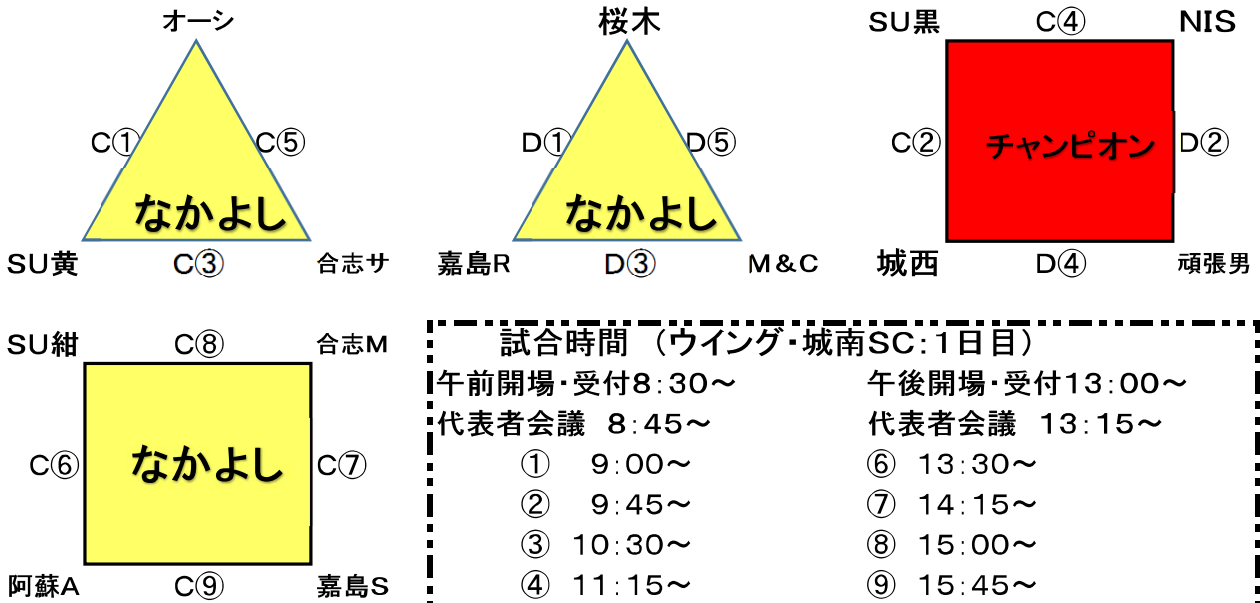 オーシ
C①
C⑤
なかよし
SU黄
C③
合志サ
桜木
D①
D⑤
なかよし
嘉島R
D③
M&C
SU黒
C④
NIS
C②
チャンピオン
D②
城西
D④
頑張男
SU紺
C⑧
合志M
C⑥
なかよし
C⑦
阿蘇A
C⑨
嘉島S
試合時間 (ウイング・城南SC:1日目)
午前開場・受付8:30~ 午後開場・受付13:00~
代表者会議 8:45~ 代表者会議 13:15~
① 9:00~ ⑥ 13:30~
② 9:45~ ⑦ 14:15~
③ 10:30~ ⑧ 15:00~
④ 11:15~ ⑨ 15:45~